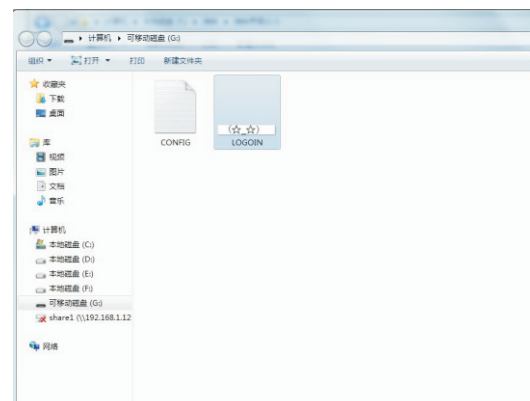 计算机 ▸ 可移动磁盘 (G:)
组织 打开 打印 新建文件夹
收藏夹
下载
桌面
库
视频
图片
文档
音乐
计算机
本地磁盘 (C:)
本地磁盘 (D:)
本地磁盘 (E:)
本地磁盘 (F:)
可移动磁盘 (G:)
share1 (\\192.168.1.12
网络
(☆_☆)
CONFIG
LOGOIN